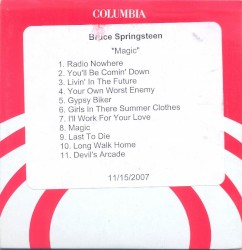 COLUMBIA
Bruce Springsteen
"Magic"
1. Radio Nowhere
2. You'll Be Comin' Down
3. Livin' In The Future
4. Your Own Worst Enemy
5. Gypsy Biker
6. Girls In There Summer Clothes
7. I'll Work For Your Love
8. Magic
9. Last To Die
10. Long Walk Home
11. Devil's Arcade
11/15/2007